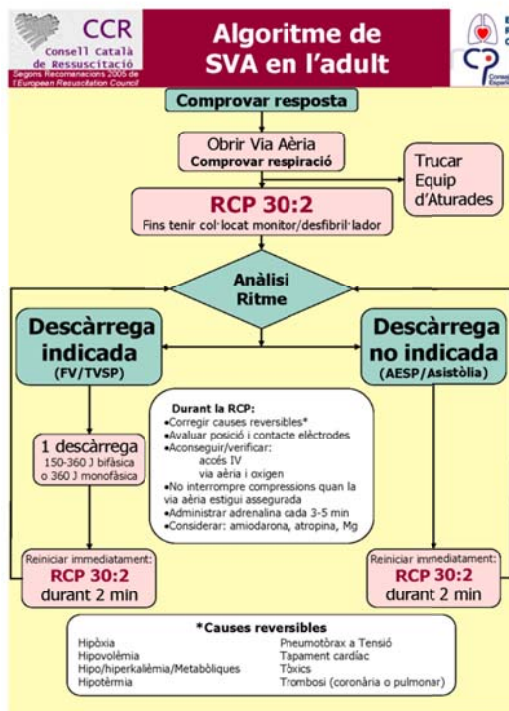 CCR
Consell Català
de Ressuscitació
Segons Recomanacions 2005 de
l'European Resuscitation Council
Algoritme de
SVA en l'adult
Comprovar resposta
Obrir Via Aèria
Comprovar respiració
Trucar
Equip
d'Aturades
RCP 30:2
Fins tenir col·locat monitor/desfibril·lador
Anàlisi
Ritme
Descàrrega
indicada
(FV/TVSP)
Descàrrega
no indicada
(AESP/Asistòlia)
1 descàrrega
150-360 J bifàsica
o 360 J monofàsica
Durant la RCP:
•Corregir causes reversibles*
•Avaluar posició i contacte elèctrodes
•Aconseguir/verificar:
accés IV
via aèria i oxigen
•No interrompre compressions quan la
via aèria estigui assegurada
•Administrar adrenalina cada 3-5 min
•Considerar: amiodarona, atropina, Mg
Reiniciar immediatament:
RCP 30:2
durant 2 min
Reiniciar immediatament:
RCP 30:2
durant 2 min
*Causes reversibles
Hipòxia
Hipovolèmia
Hipo/hiperkalèmia/Metabòliques
Hipotèrmia
Pneumotòrax a Tensió
Tapament cardíac
Tòxics
Trombosi (coronària o pulmonar)